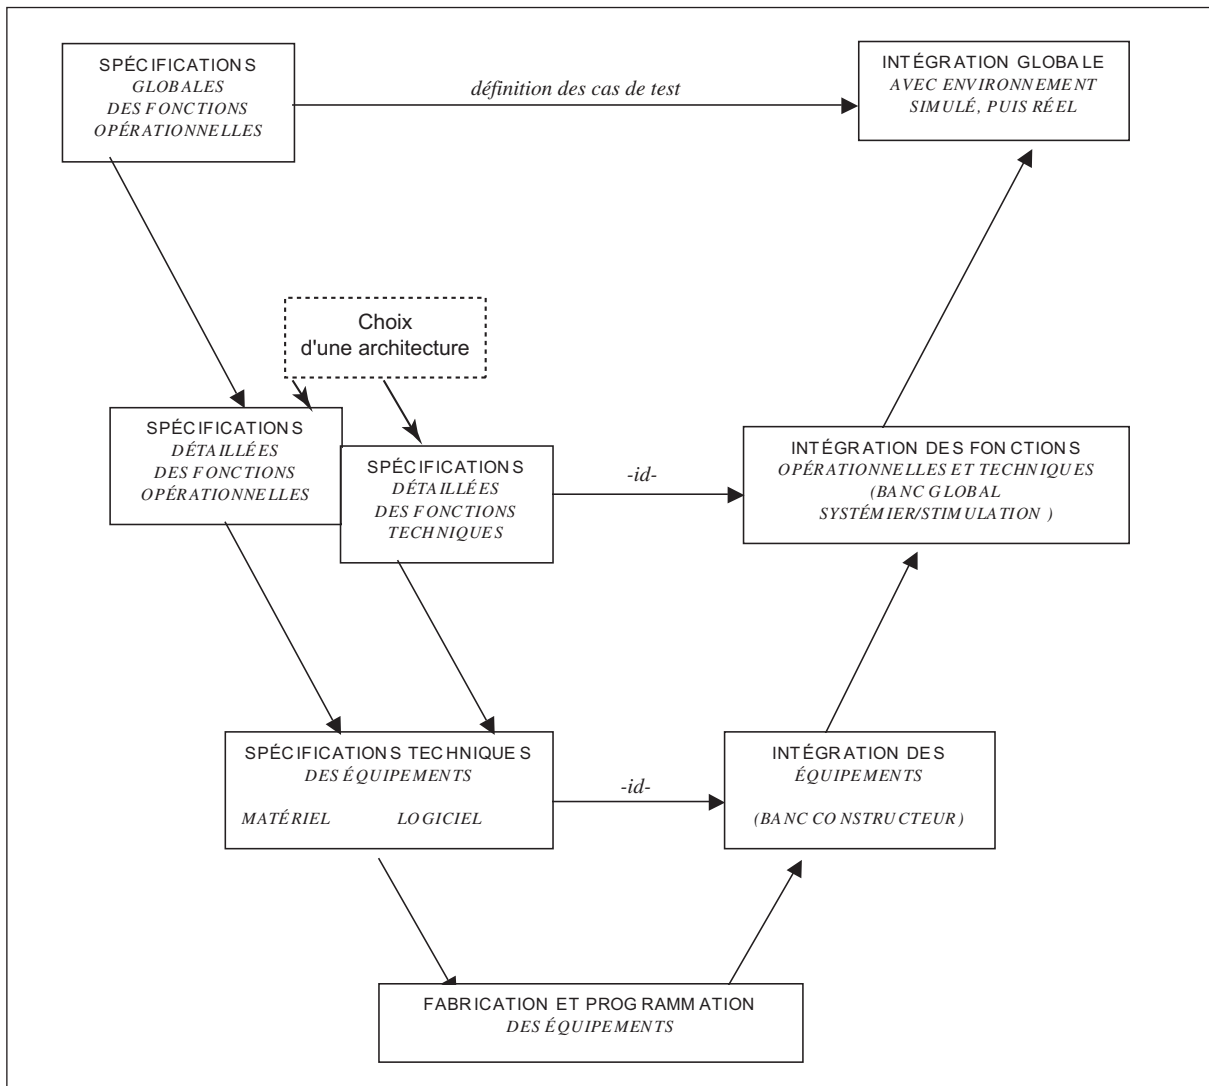 SPÉCIFICATIONS
GLOBALES
DES FONCTIONS
OPÉRATIONNELLES
définition des cas de test
INTÉGRATION GLOBALE
AVEC ENVIRONNEMENT
SIMULÉ, PUIS RÉEL
Choix
d'une architecture
SPÉCIFICATIONS
DÉTAILLÉES
DES FONCTIONS
OPÉRATIONNELLES
SPÉCIFICATIONS
DÉTAILLÉES
DES FONCTIONS
TECHNIQUES
-id-
INTÉGRATION DES FONCTIONS
OPÉRATIONNELLES ET TECHNIQUES
(BANC GLOBAL
SYSTÉMIER/STIMULATION )
SPÉCIFICATIONS TECHNIQUES
DES ÉQUIPEMENTS
MATÉRIEL LOGICIEL
-id-
INTÉGRATION DES
ÉQUIPEMENTS
(BANC CONSTRUCTEUR)
FABRICATION ET PROGRAMMATION
DES ÉQUIPEMENTS